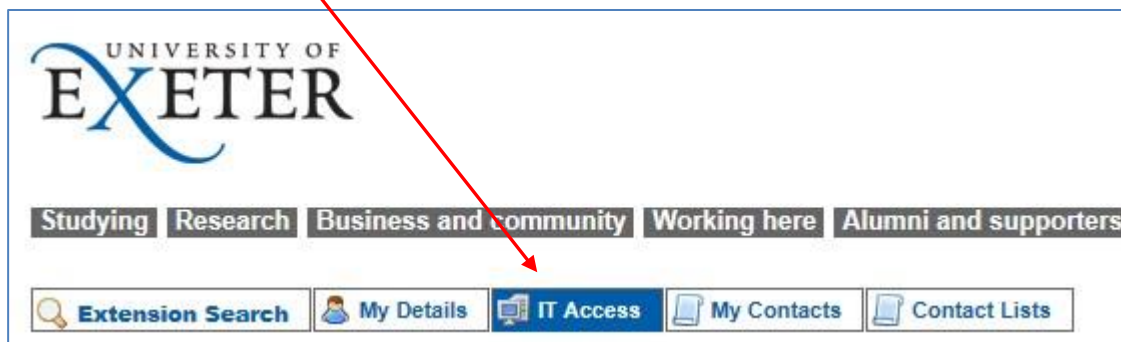 UNIVERSITY OF
EXETER
Studying Research Business and community Working here Alumni and supporters
Extension Search My Details IT Access My Contacts Contact Lists